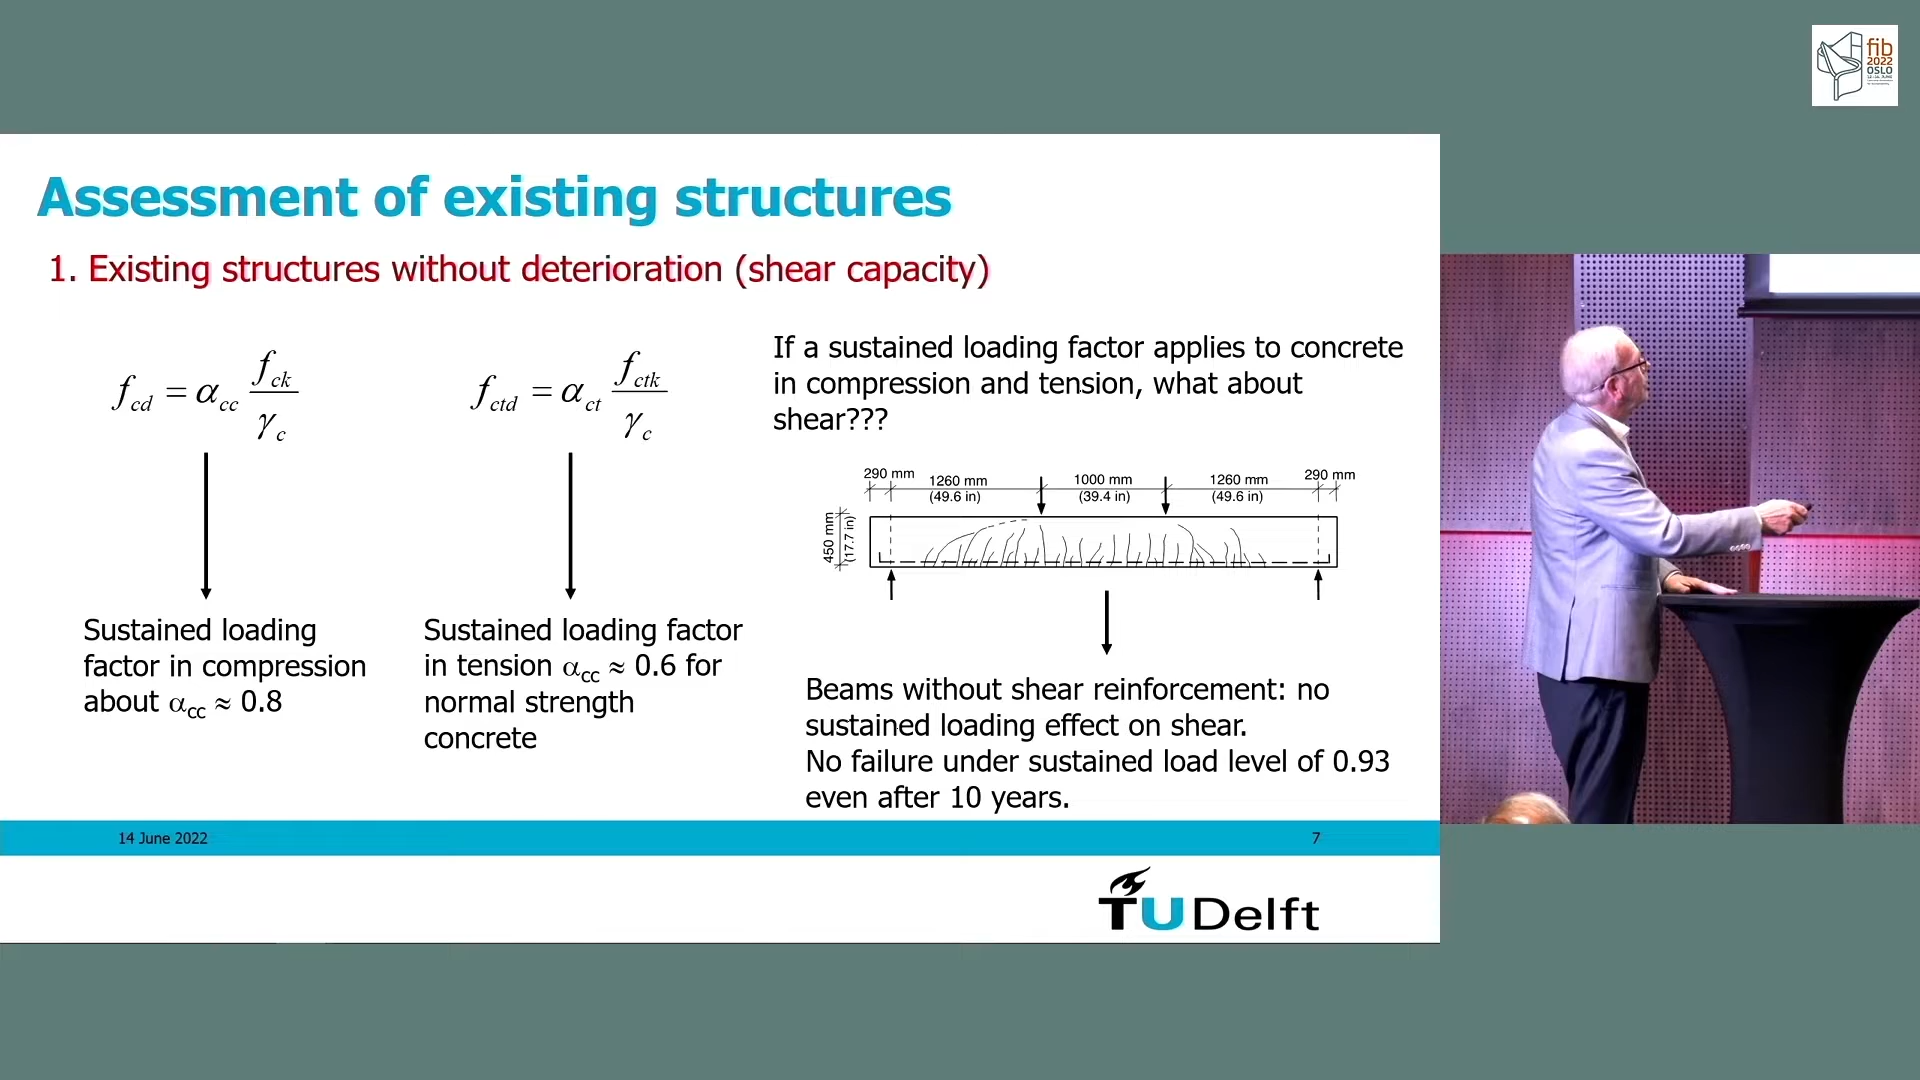 fib
2022
OSLO
Assessment of existing structures
1. Existing structures without deterioration (shear capacity)
f_cd = α_cc f_ck / γ_c
f_ctd = α_ct f_ctk / γ_c
Sustained loading
factor in compression
about α_cc ≈ 0.8
Sustained loading factor
in tension α_cc ≈ 0.6 for
normal strength
concrete
If a sustained loading factor applies to concrete
in compression and tension, what about
shear???
290 mm 1260 mm 1000 mm 1260 mm 290 mm
(49.6 in) (39.4 in) (49.6 in)
450 mm
(17.7 in)
Beams without shear reinforcement: no
sustained loading effect on shear.
No failure under sustained load level of 0.93
even after 10 years.
14 June 2022 7
TU Delft